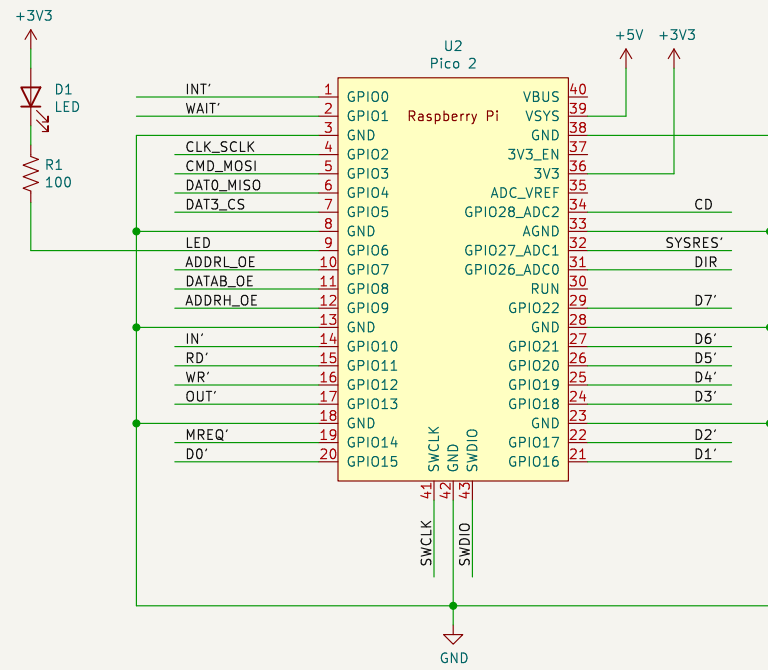 +3V3
D1
LED
R1
100
U2
Pico 2
Raspberry Pi
+5V
+3V3
INT' 1 GPIO0
WAIT' 2 GPIO1
3 GND
CLK_SCLK 4 GPIO2
CMD_MOSI 5 GPIO3
DAT0_MISO 6 GPIO4
DAT3_CS 7 GPIO5
8 GND
LED 9 GPIO6
ADDRL_OE 10 GPIO7
DATAB_OE 11 GPIO8
ADDRH_OE 12 GPIO9
13 GND
IN' 14 GPIO10
RD' 15 GPIO11
WR' 16 GPIO12
OUT' 17 GPIO13
18 GND
MREQ' 19 GPIO14
D0' 20 GPIO15
VBUS 40
VSYS 39
GND 38
3V3_EN 37
3V3 36
ADC_VREF 35
GPIO28_ADC2 34 CD
AGND 33
GPIO27_ADC1 32 SYSRES'
GPIO26_ADC0 31 DIR
RUN 30
GPIO22 29 D7'
GND 28
GPIO21 27 D6'
GPIO20 26 D5'
GPIO19 25 D4'
GPIO18 24 D3'
GND 23
GPIO17 22 D2'
GPIO16 21 D1'
SWCLK 41 SWCLK
GND 42
SWDIO 43 SWDIO
GND